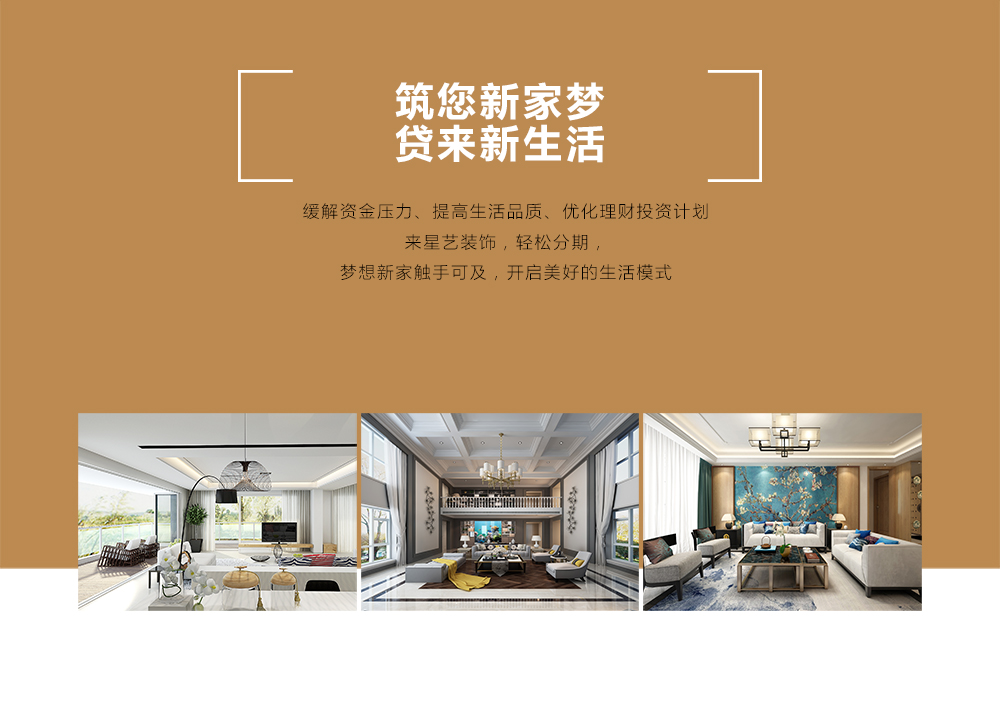 筑您新家梦
贷来新生活
缓解资金压力、提高生活品质、优化理财投资计划
来星艺装饰，轻松分期，
梦想新家触手可及，开启美好的生活模式